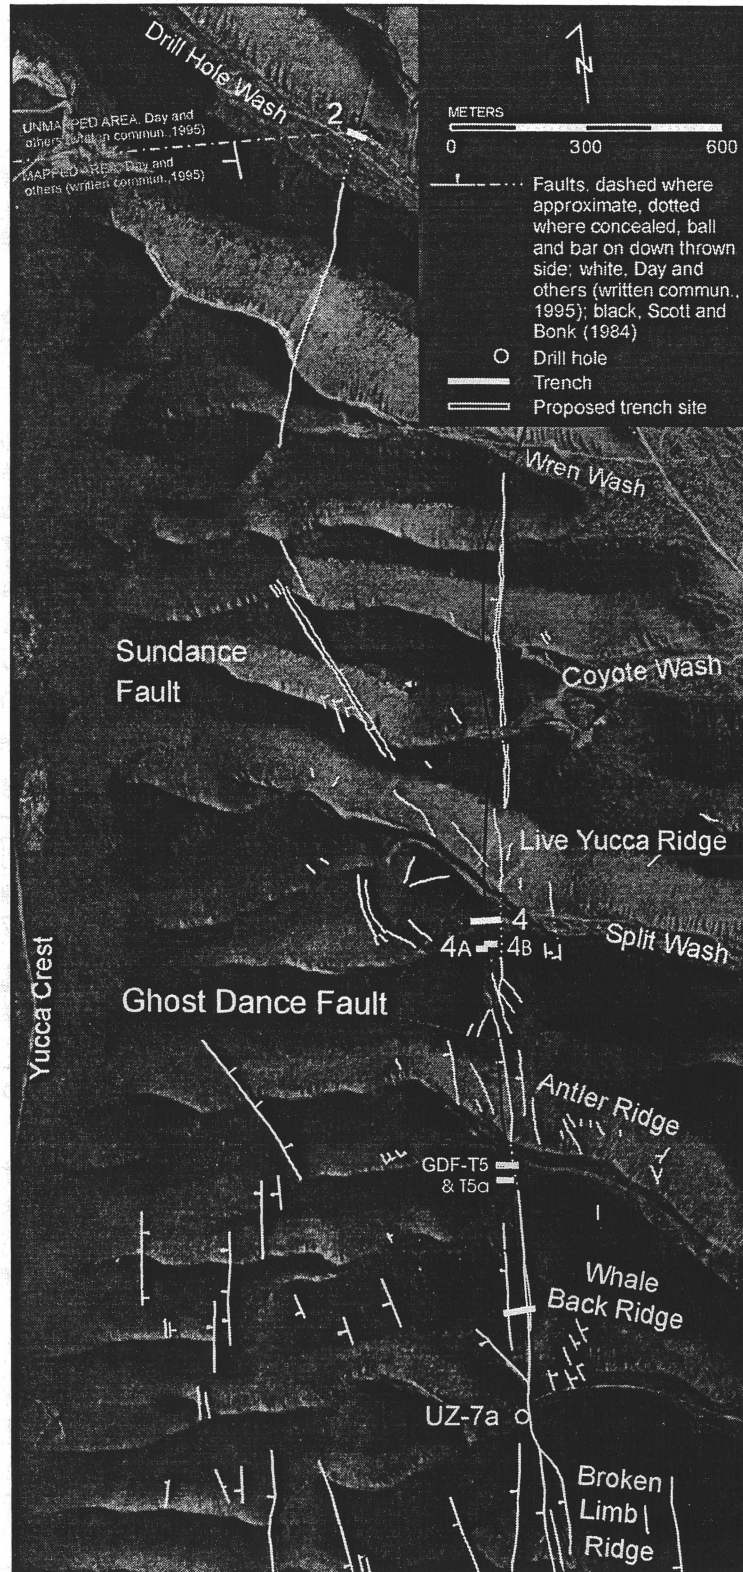 Drill Hole Wash
2
UNMAPPED AREA, Day and
others (written commun., 1995)
MAPPED AREA, Day and
others (written commun., 1995)
N
METERS
0 300 600
Faults, dashed where
approximate, dotted
where concealed, ball
and bar on down thrown
side; white, Day and
others (written commun.,
1995); black, Scott and
Bonk (1984)
Drill hole
Trench
Proposed trench site
Wren Wash
Sundance
Fault
Coyote Wash
Live Yucca Ridge
4
4A 4B
Split Wash
Yucca Crest
Ghost Dance Fault
Antler Ridge
GDF-T5
& T5a
Whale
Back Ridge
UZ-7a
Broken
Limb
Ridge